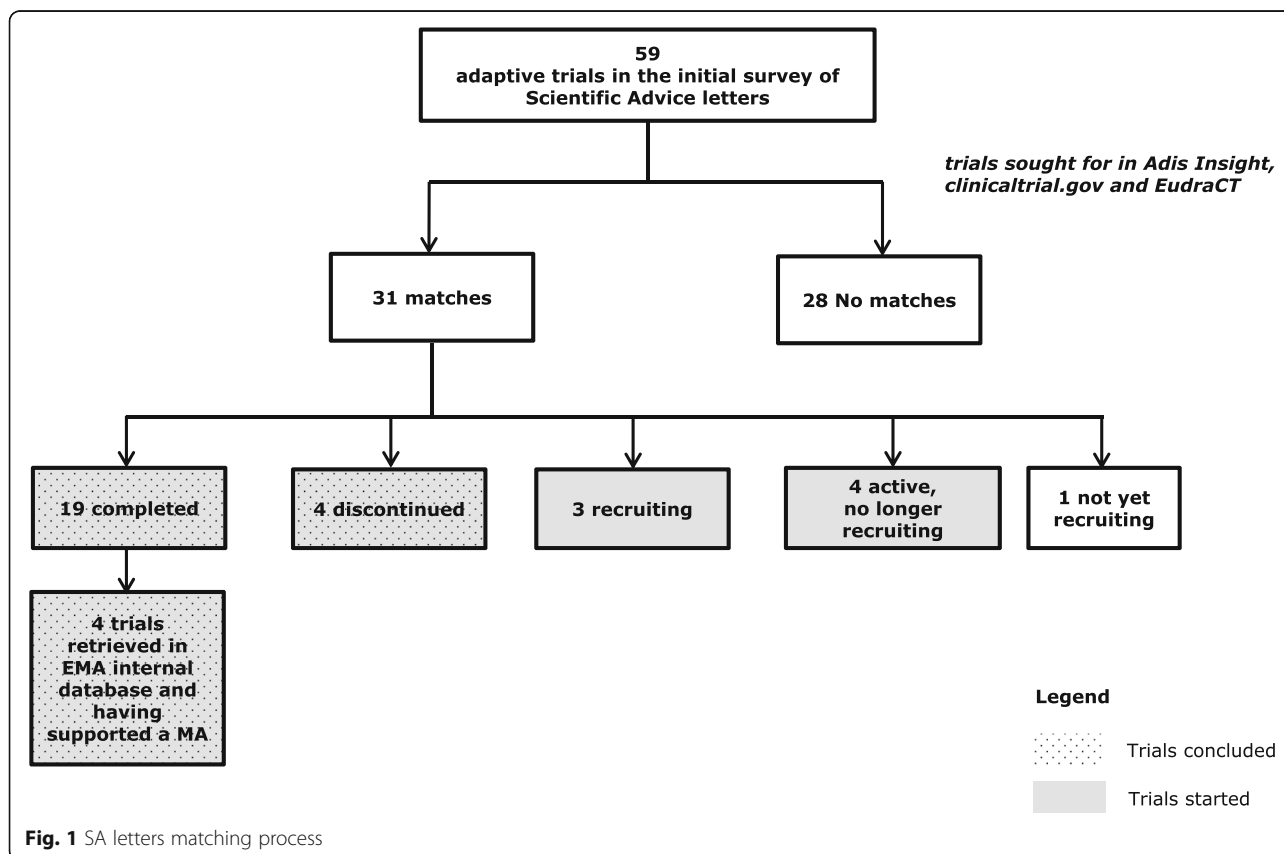 59
adaptive trials in the initial survey of
Scientific Advice letters
trials sought for in Adis Insight,
clinicaltrial.gov and EudraCT
31 matches
28 No matches
19 completed
4 discontinued
3 recruiting
4 active,
no longer
recruiting
1 not yet
recruiting
4 trials
retrieved in
EMA internal
database and
having
supported a MA
Legend
Trials concluded
Trials started
Fig. 1 SA letters matching process